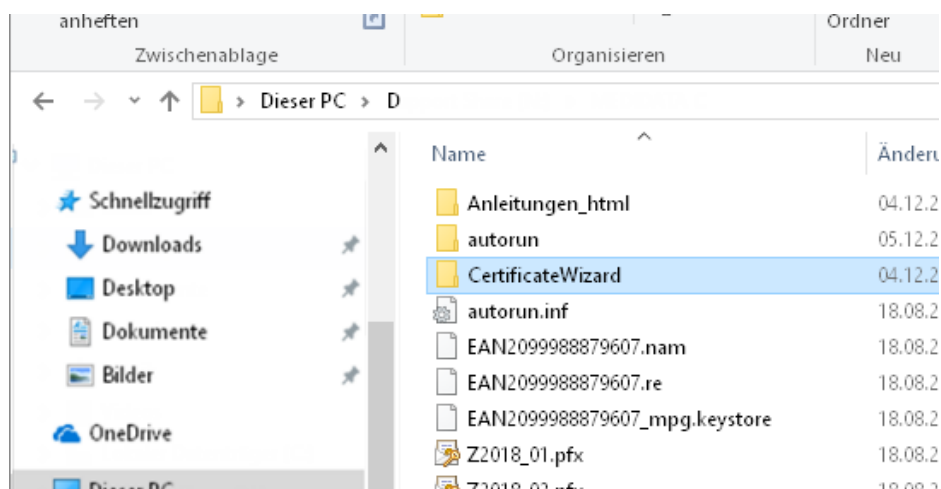 anheften
Ordner
Zwischenablage
Organisieren
Neu
Dieser PC > D
Name
Schnellzugriff
Downloads
Desktop
Dokumente
Bilder
OneDrive
Dieser PC
Anleitungen_html 04.12.2
autorun 05.12.2
CertificateWizard 04.12.2
autorun.inf 18.08.2
EAN2099988879607.nam 18.08.2
EAN2099988879607.re 18.08.2
EAN2099988879607_mpg.keystore 18.08.2
Z2018_01.pfx 18.08.2